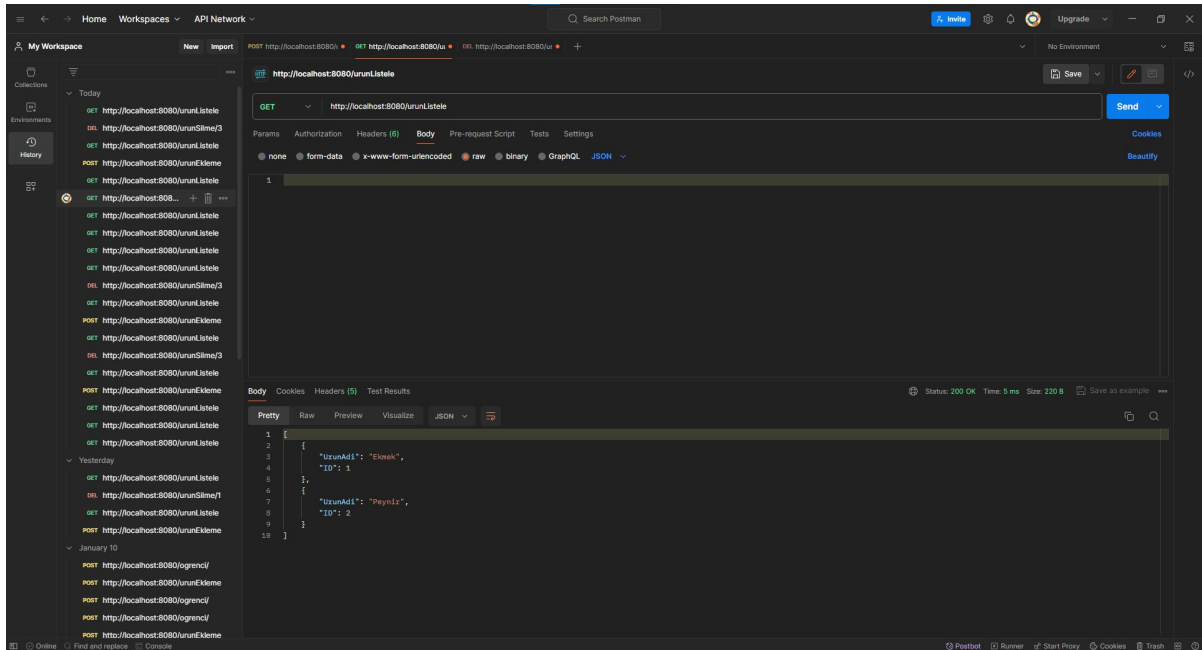 Home Workspaces API Network Search Postman Invite Upgrade
My Workspace New Import POST http://localhost:8080/ GET http://localhost:8080/ur DEL http://localhost:8080/ur No Environment
Collections
Environments
History
Today
GET http://localhost:8080/urunListele
DEL http://localhost:8080/urunSilme/3
GET http://localhost:8080/urunListele
POST http://localhost:8080/urunEkleme
GET http://localhost:8080/urunListele
GET http://localhost:808...
GET http://localhost:8080/urunListele
GET http://localhost:8080/urunListele
GET http://localhost:8080/urunListele
GET http://localhost:8080/urunListele
DEL http://localhost:8080/urunSilme/3
GET http://localhost:8080/urunListele
POST http://localhost:8080/urunEkleme
GET http://localhost:8080/urunListele
DEL http://localhost:8080/urunSilme/3
GET http://localhost:8080/urunListele
POST http://localhost:8080/urunEkleme
GET http://localhost:8080/urunListele
GET http://localhost:8080/urunListele
GET http://localhost:8080/urunListele
Yesterday
GET http://localhost:8080/urunListele
DEL http://localhost:8080/urunSilme/1
GET http://localhost:8080/urunListele
POST http://localhost:8080/urunEkleme
January 10
POST http://localhost:8080/ogrenci/
POST http://localhost:8080/urunEkleme
POST http://localhost:8080/ogrenci/
POST http://localhost:8080/ogrenci/
POST http://localhost:8080/urunEkleme
HTTP http://localhost:8080/urunListele Save
GET http://localhost:8080/urunListele Send
Params Authorization Headers (6) Body Pre-request Script Tests Settings Cookies
none form-data x-www-form-urlencoded raw binary GraphQL JSON Beautify
1
Body Cookies Headers (5) Test Results Status: 200 OK Time: 5 ms Size: 220 B Save as example
Pretty Raw Preview Visualize JSON
1 [
2 {
3 "UrunAdi": "Ekmek",
4 "ID": 1
5 },
6 {
7 "UrunAdi": "Peynir",
8 "ID": 2
9 }
10 ]
Online Find and replace Console Postbot Runner Start Proxy Cookies Trash